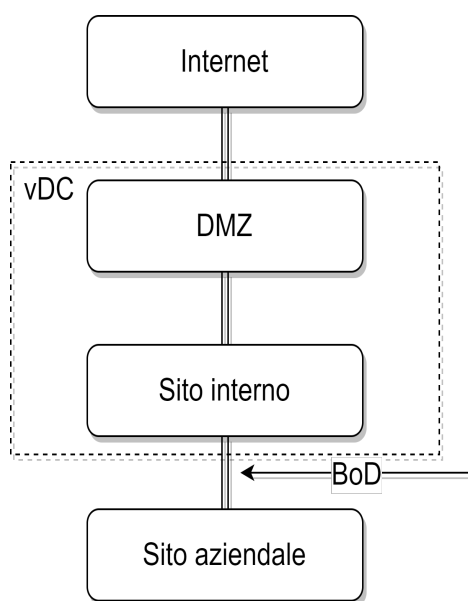 Internet
vDC
DMZ
Sito interno
BoD
Sito aziendale